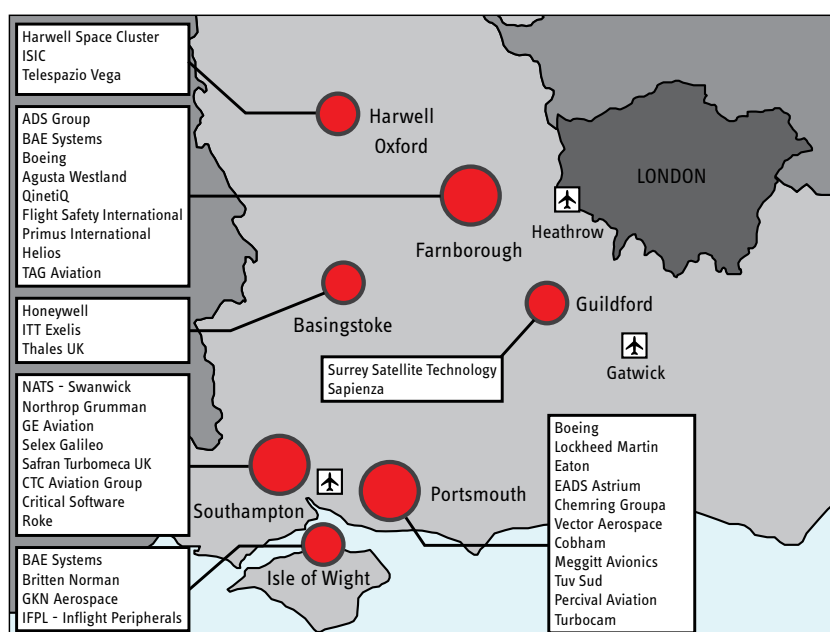 Harwell Space Cluster
ISIC
Telespazio Vega
ADS Group
BAE Systems
Boeing
Agusta Westland
QinetiQ
Flight Safety International
Primus International
Helios
TAG Aviation
Honeywell
ITT Exelis
Thales UK
NATS - Swanwick
Northrop Grumman
GE Aviation
Selex Galileo
Safran Turbomeca UK
CTC Aviation Group
Critical Software
Roke
BAE Systems
Britten Norman
GKN Aerospace
IFPL - Inflight Peripherals
Harwell
Oxford
Farnborough
Basingstoke
LONDON
Heathrow
Guildford
Gatwick
Surrey Satellite Technology
Sapienza
Southampton
Portsmouth
Isle of Wight
Boeing
Lockheed Martin
Eaton
EADS Astrium
Chemring Groupa
Vector Aerospace
Cobham
Meggitt Avionics
Tuv Sud
Percival Aviation
Turbocam